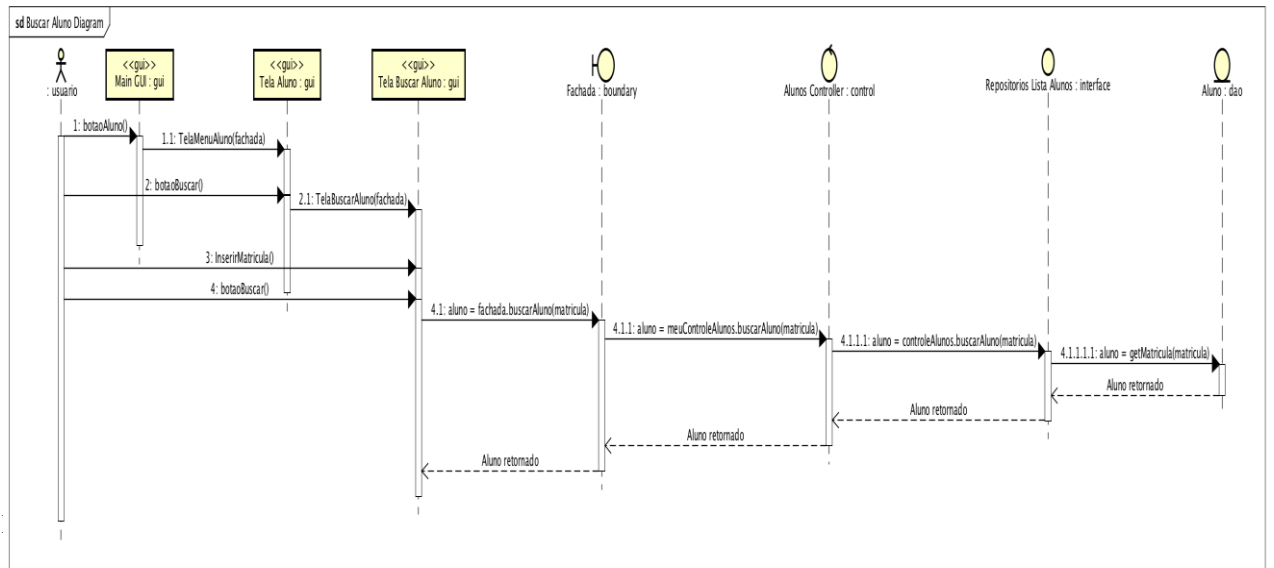 sd Buscar Aluno Diagram
: usuario
<<gui>>
Main GUI : gui
<<gui>>
Tela Aluno : gui
<<gui>>
Tela Buscar Aluno : gui
Fachada : boundary
Alunos Controller : control
Repositorios Lista Alunos : interface
Aluno : dao
1: botaoAluno()
1.1: TelaMenuAluno(fachada)
2: botaoBuscar()
2.1: TelaBuscarAluno(fachada)
3: InserirMatricula()
4: botaoBuscar()
4.1: aluno = fachada.buscarAluno(matricula)
4.1.1: aluno = meuControleAlunos.buscarAluno(matricula)
4.1.1.1: aluno = controleAlunos.buscarAluno(matricula)
4.1.1.1.1: aluno = getMatricula(matricula)
Aluno retornado
Aluno retornado
Aluno retornado
Aluno retornado